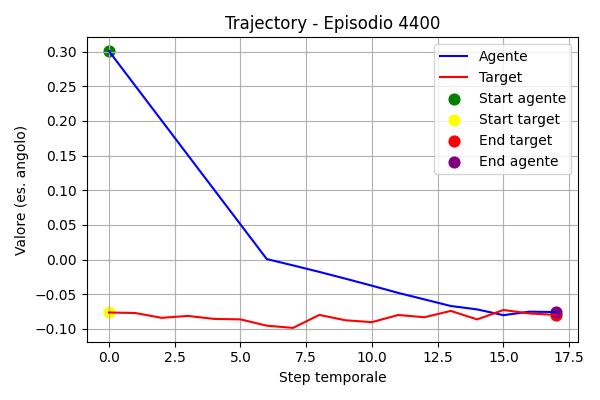 Trajectory - Episodio 4400
Valore (es. angolo)
0.30
0.25
0.20
0.15
0.10
0.05
0.00
−0.05
−0.10
Agente
Target
Start agente
Start target
End target
End agente
0.0 2.5 5.0 7.5 10.0 12.5 15.0 17.5
Step temporale